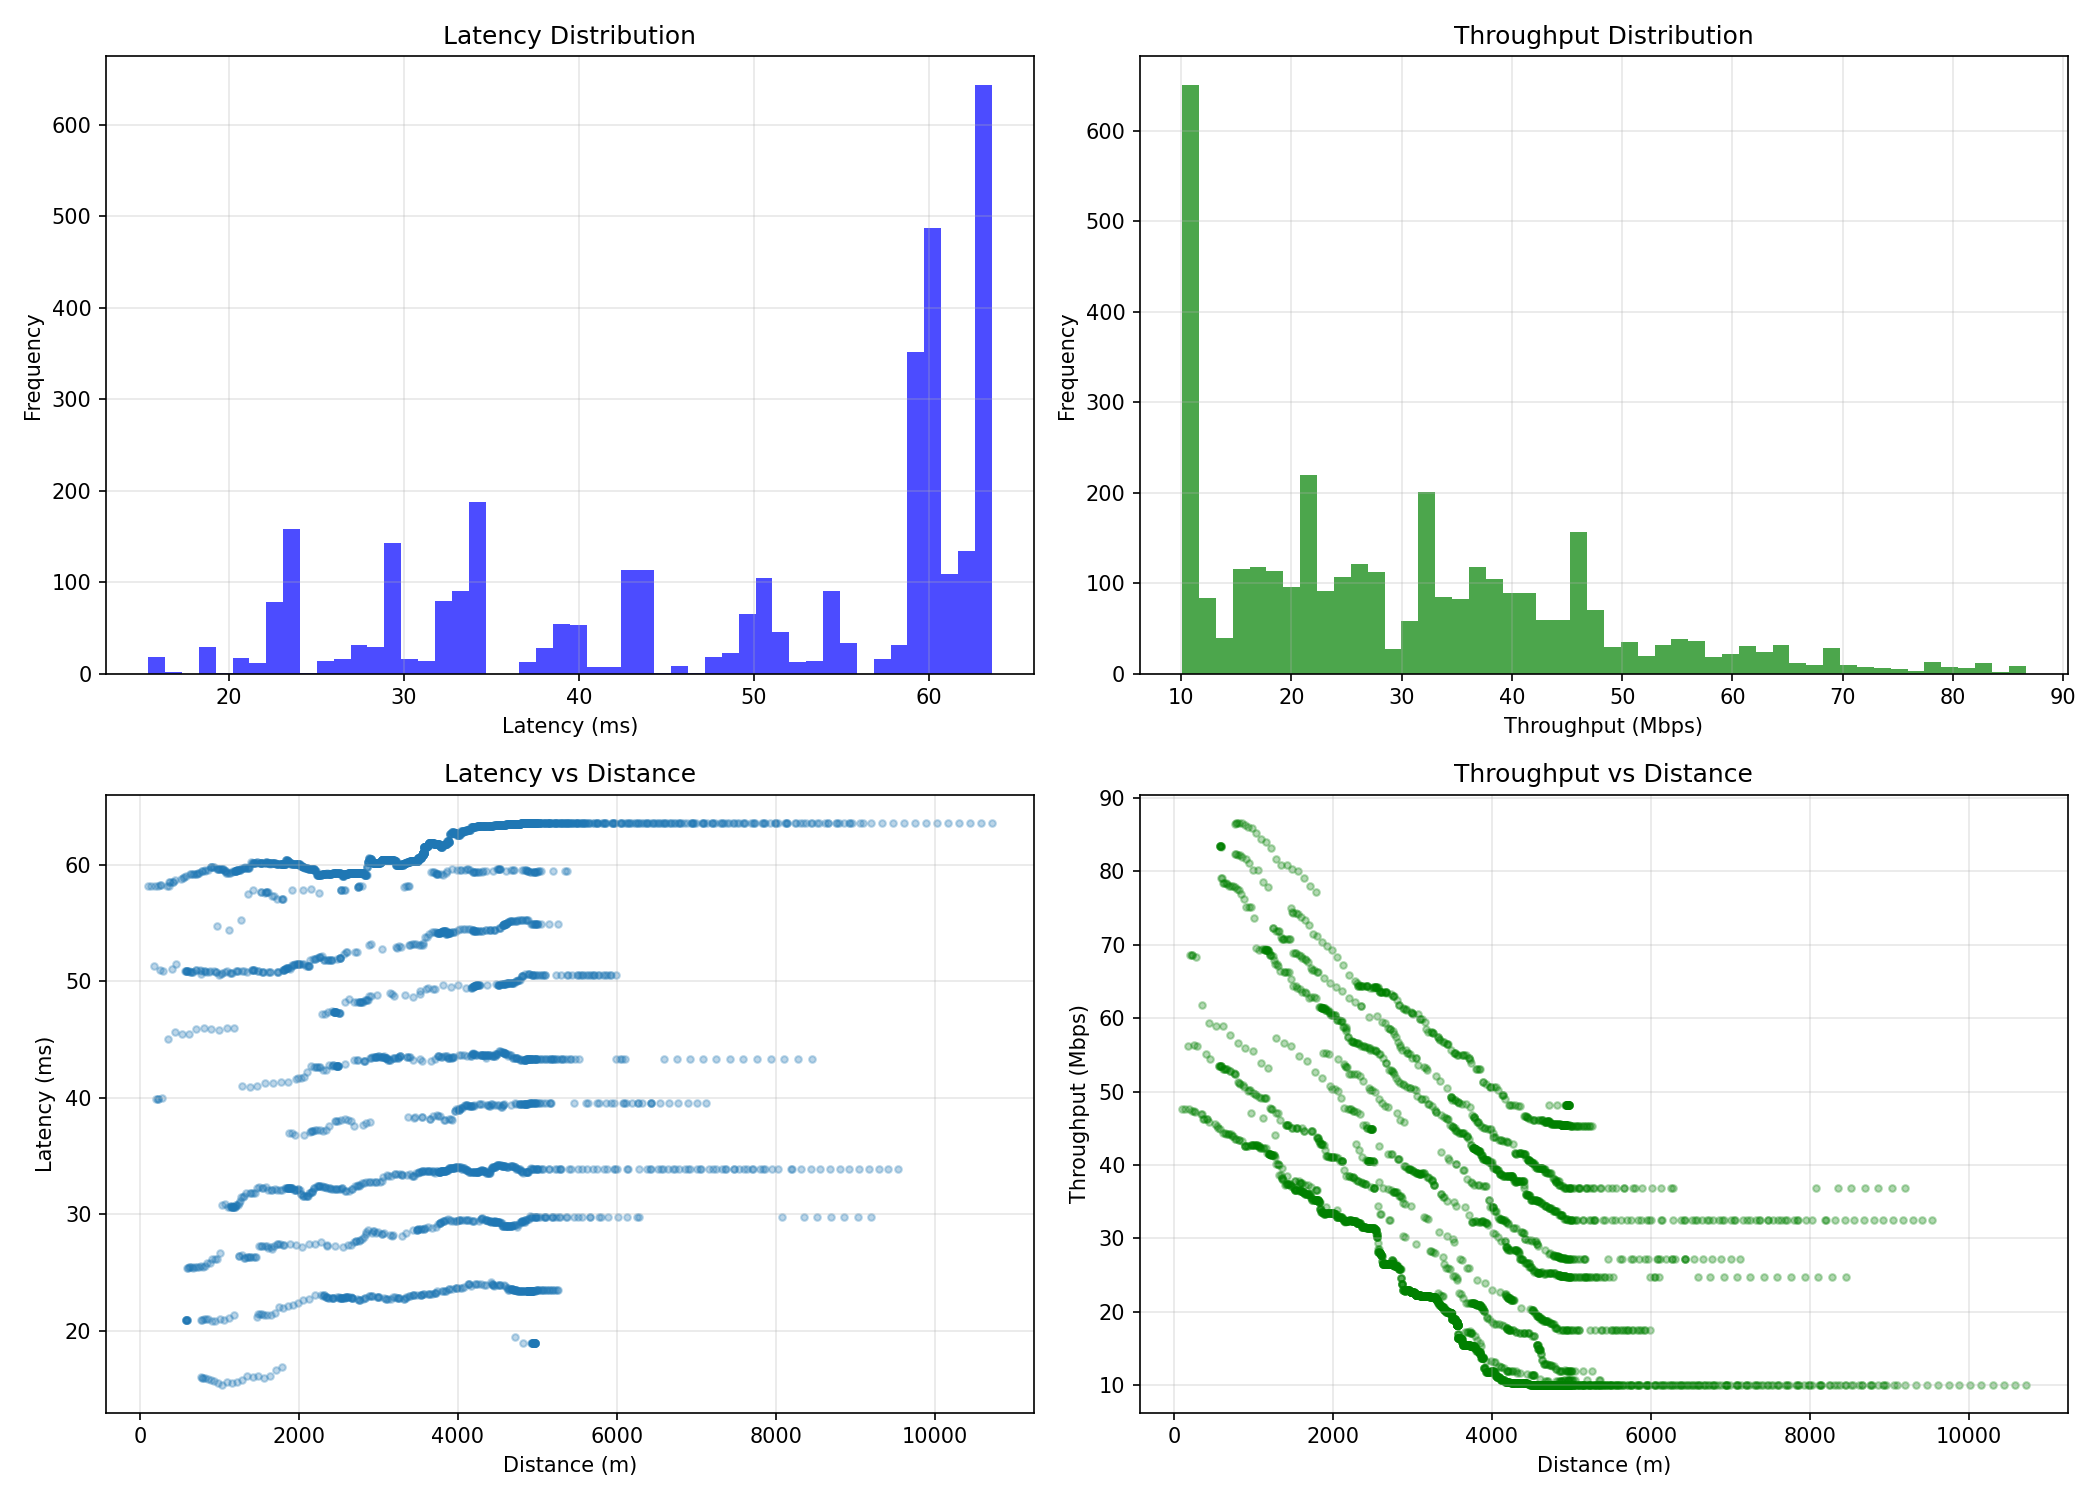 Latency Distribution
Frequency
600
500
400
300
200
100
0
20 30 40 50 60
Latency (ms)
Throughput Distribution
Frequency
600
500
400
300
200
100
0
10 20 30 40 50 60 70 80 90
Throughput (Mbps)
Latency vs Distance
Latency (ms)
60
50
40
30
20
0 2000 4000 6000 8000 10000
Distance (m)
Throughput vs Distance
Throughput (Mbps)
90
80
70
60
50
40
30
20
10
0 2000 4000 6000 8000 10000
Distance (m)